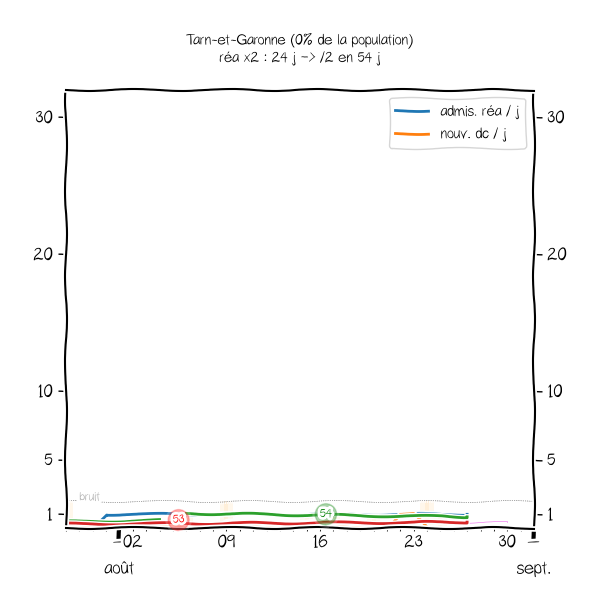 Tarn-et-Garonne (0% de la population)
réa x2 : 24 j -> /2 en 54 j
admis. réa / j
nouv. dc / j
30
30
20
20
10
10
5
5
bruit
1
53
54
1
02
09
16
23
30
août
sept.